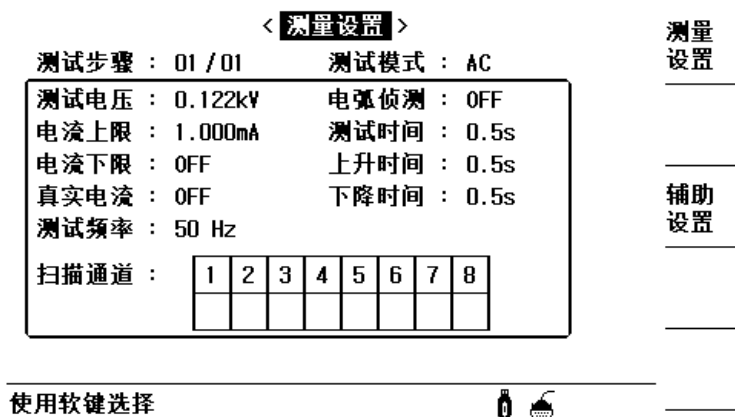 < 测量设置 >
测量
设置
测试步骤 : 01 / 01 测试模式 : AC
测试电压 : 0.122kV 电弧侦测 : OFF
电流上限 : 1.000mA 测试时间 : 0.5s
电流下限 : OFF 上升时间 : 0.5s
真实电流 : OFF 下降时间 : 0.5s
辅助
设置
测试频率 : 50 Hz
扫描通道 : 1 2 3 4 5 6 7 8
使用软键选择